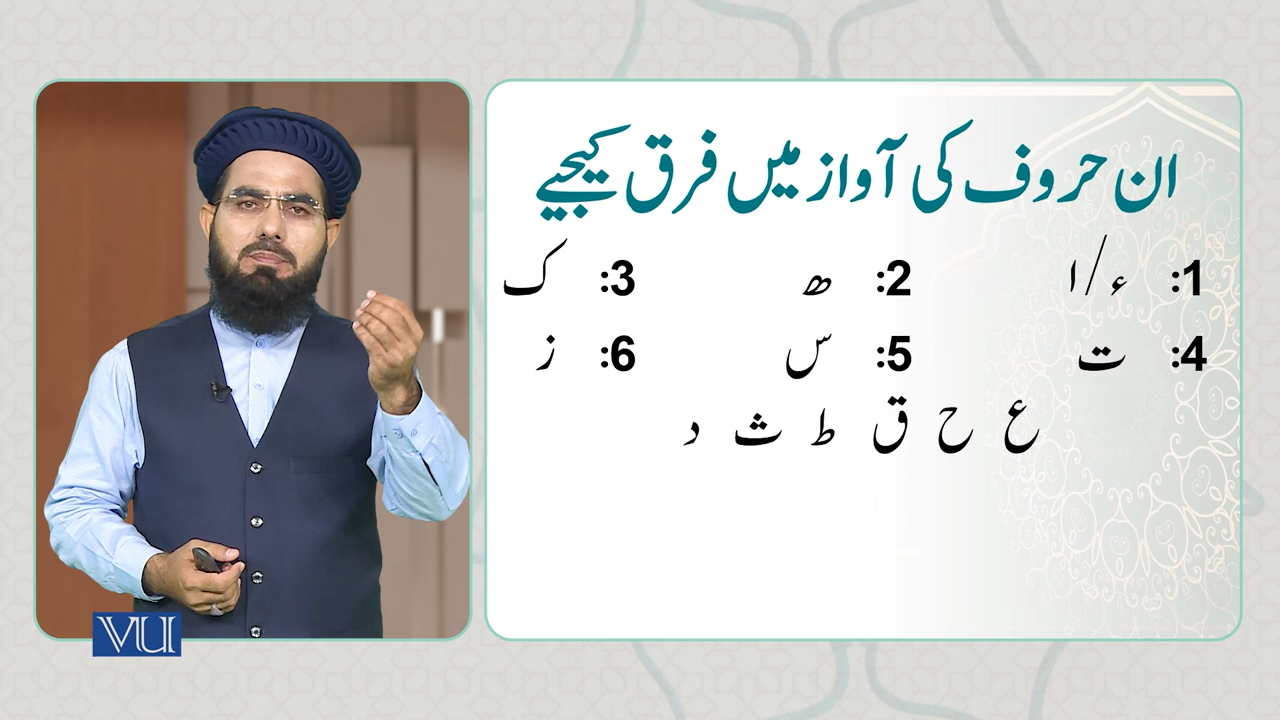 ان حروف کی آواز میں فرق کیجیے
1: ء/ا 2: ھ 3: ک
4: ت 5: س 6: ز
ع ح ق ط ث د
VU